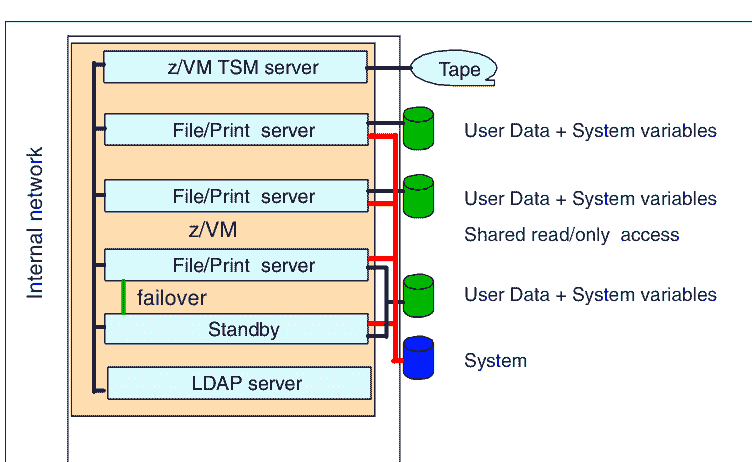 z/VM TSM server
Tape
File/Print server
User Data + System variables
File/Print server
User Data + System variables
z/VM
Shared read/only access
Internal network
File/Print server
failover
User Data + System variables
Standby
System
LDAP server